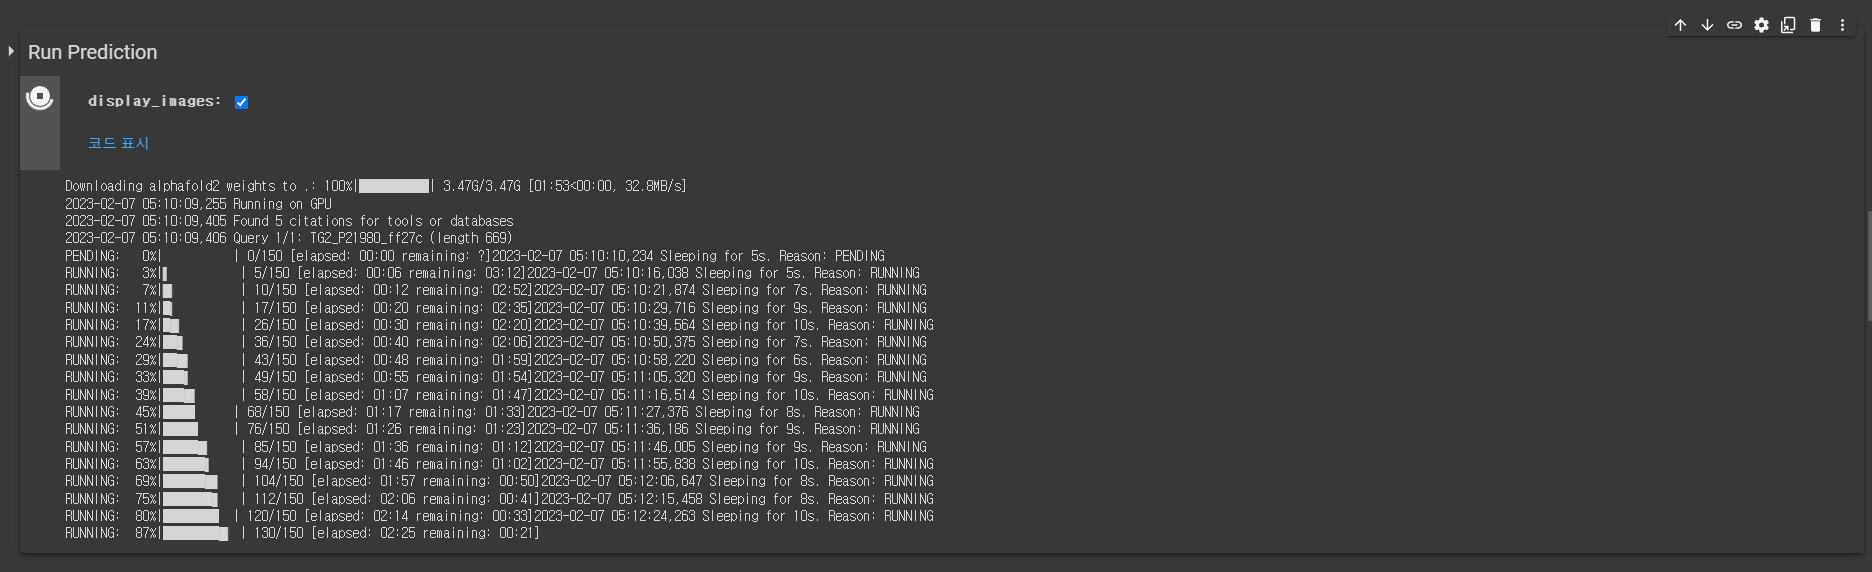 Run Prediction
display_images:
코드 표시
Downloading alphafold2 weights to .: 100%|██████████| 3.47G/3.47G [01:53<00:00, 32.8MB/s]
2023-02-07 05:10:09,255 Running on GPU
2023-02-07 05:10:09,405 Found 5 citations for tools or databases
2023-02-07 05:10:09,406 Query 1/1: TG2_P21980_ff27c (length 669)
PENDING:   0%|          | 0/150 [elapsed: 00:00 remaining: ?]2023-02-07 05:10:10,234 Sleeping for 5s. Reason: PENDING
RUNNING:   3%|▎         | 5/150 [elapsed: 00:06 remaining: 03:12]2023-02-07 05:10:16,038 Sleeping for 5s. Reason: RUNNING
RUNNING:   7%|▋         | 10/150 [elapsed: 00:12 remaining: 02:52]2023-02-07 05:10:21,874 Sleeping for 7s. Reason: RUNNING
RUNNING:  11%|█▏        | 17/150 [elapsed: 00:20 remaining: 02:35]2023-02-07 05:10:29,716 Sleeping for 9s. Reason: RUNNING
RUNNING:  17%|█▋        | 26/150 [elapsed: 00:30 remaining: 02:20]2023-02-07 05:10:39,564 Sleeping for 10s. Reason: RUNNING
RUNNING:  24%|██▍       | 36/150 [elapsed: 00:40 remaining: 02:06]2023-02-07 05:10:50,375 Sleeping for 7s. Reason: RUNNING
RUNNING:  29%|██▊       | 43/150 [elapsed: 00:48 remaining: 01:59]2023-02-07 05:10:58,220 Sleeping for 6s. Reason: RUNNING
RUNNING:  33%|███▎      | 49/150 [elapsed: 00:55 remaining: 01:54]2023-02-07 05:11:05,320 Sleeping for 9s. Reason: RUNNING
RUNNING:  39%|███▊      | 58/150 [elapsed: 01:07 remaining: 01:47]2023-02-07 05:11:16,514 Sleeping for 10s. Reason: RUNNING
RUNNING:  45%|████▌     | 68/150 [elapsed: 01:17 remaining: 01:33]2023-02-07 05:11:27,376 Sleeping for 8s. Reason: RUNNING
RUNNING:  51%|█████     | 76/150 [elapsed: 01:26 remaining: 01:23]2023-02-07 05:11:36,186 Sleeping for 9s. Reason: RUNNING
RUNNING:  57%|█████▋    | 85/150 [elapsed: 01:36 remaining: 01:12]2023-02-07 05:11:46,005 Sleeping for 9s. Reason: RUNNING
RUNNING:  63%|██████▎   | 94/150 [elapsed: 01:46 remaining: 01:02]2023-02-07 05:11:55,838 Sleeping for 10s. Reason: RUNNING
RUNNING:  69%|██████▉   | 104/150 [elapsed: 01:57 remaining: 00:50]2023-02-07 05:12:06,647 Sleeping for 8s. Reason: RUNNING
RUNNING:  75%|███████▍  | 112/150 [elapsed: 02:06 remaining: 00:41]2023-02-07 05:12:15,458 Sleeping for 8s. Reason: RUNNING
RUNNING:  80%|████████  | 120/150 [elapsed: 02:14 remaining: 00:33]2023-02-07 05:12:24,263 Sleeping for 10s. Reason: RUNNING
RUNNING:  87%|████████▋ | 130/150 [elapsed: 02:25 remaining: 00:21]